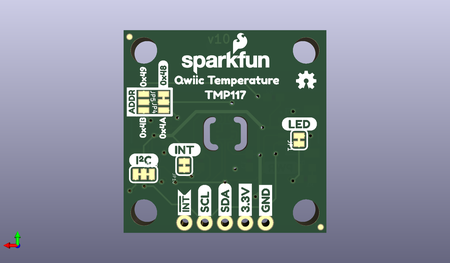 v10
sparkfun
Qwiic Temperature
TMP117
ADDR
0x49
0x48
0x4B
0x4A
LED
INT
I²C
INT
SCL
SDA
3.3V
GND